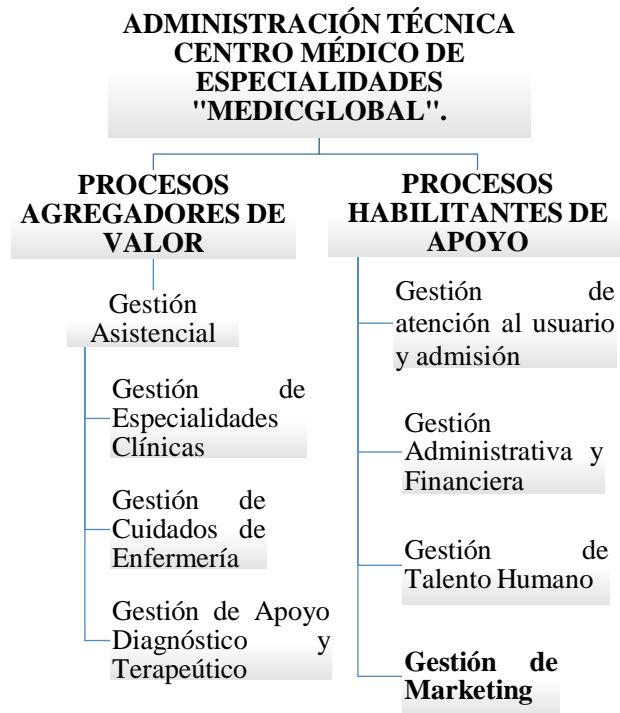 ADMINISTRACIÓN TÉCNICA
CENTRO MÉDICO DE
ESPECIALIDADES
"MEDICGLOBAL".
PROCESOS
AGREGADORES DE
VALOR
Gestión
Asistencial
Gestión de
Especialidades
Clínicas
Gestión de
Cuidados de
Enfermería
Gestión de Apoyo
Diagnóstico y
Terapeútico
PROCESOS
HABILITANTES DE
APOYO
Gestión de
atención al usuario
y admisión
Gestión
Administrativa y
Financiera
Gestión de
Talento Humano
Gestión de
Marketing